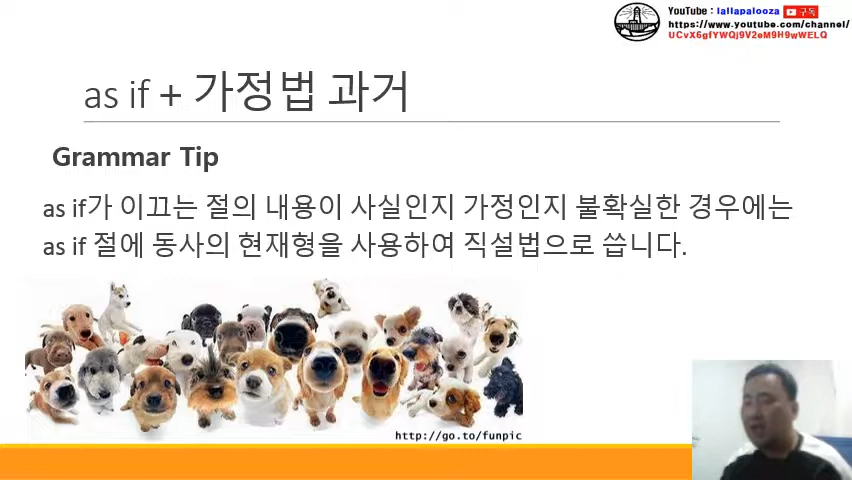 YouTube : lallapalooza 구독
https://www.youtube.com/channel/
UCvX6gfYWQj9V2eM9H9wWELQ
as if + 가정법 과거
Grammar Tip
as if가 이끄는 절의 내용이 사실인지 가정인지 불확실한 경우에는
as if 절에 동사의 현재형을 사용하여 직설법으로 씁니다.
http://go.to/funpic